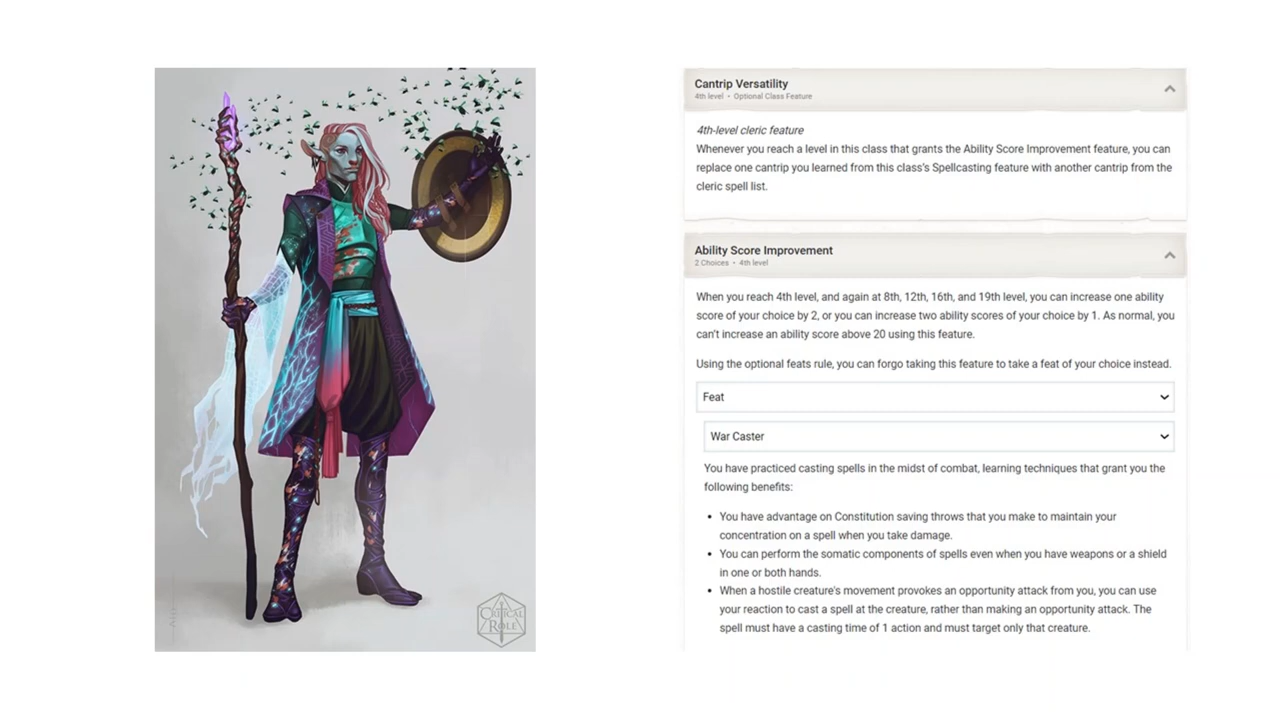 CRITICAL
ROLE
Cantrip Versatility
4th level • Optional Class Feature
4th-level cleric feature
Whenever you reach a level in this class that grants the Ability Score Improvement feature, you can
replace one cantrip you learned from this class's Spellcasting feature with another cantrip from the
cleric spell list.
Ability Score Improvement
2 Choices • 4th level
When you reach 4th level, and again at 8th, 12th, 16th, and 19th level, you can increase one ability
score of your choice by 2, or you can increase two ability scores of your choice by 1. As normal, you
can't increase an ability score above 20 using this feature.
Using the optional feats rule, you can forgo taking this feature to take a feat of your choice instead.
Feat
War Caster
You have practiced casting spells in the midst of combat, learning techniques that grant you the
following benefits:
• You have advantage on Constitution saving throws that you make to maintain your
concentration on a spell when you take damage.
• You can perform the somatic components of spells even when you have weapons or a shield
in one or both hands.
• When a hostile creature's movement provokes an opportunity attack from you, you can use
your reaction to cast a spell at the creature, rather than making an opportunity attack. The
spell must have a casting time of 1 action and must target only that creature.